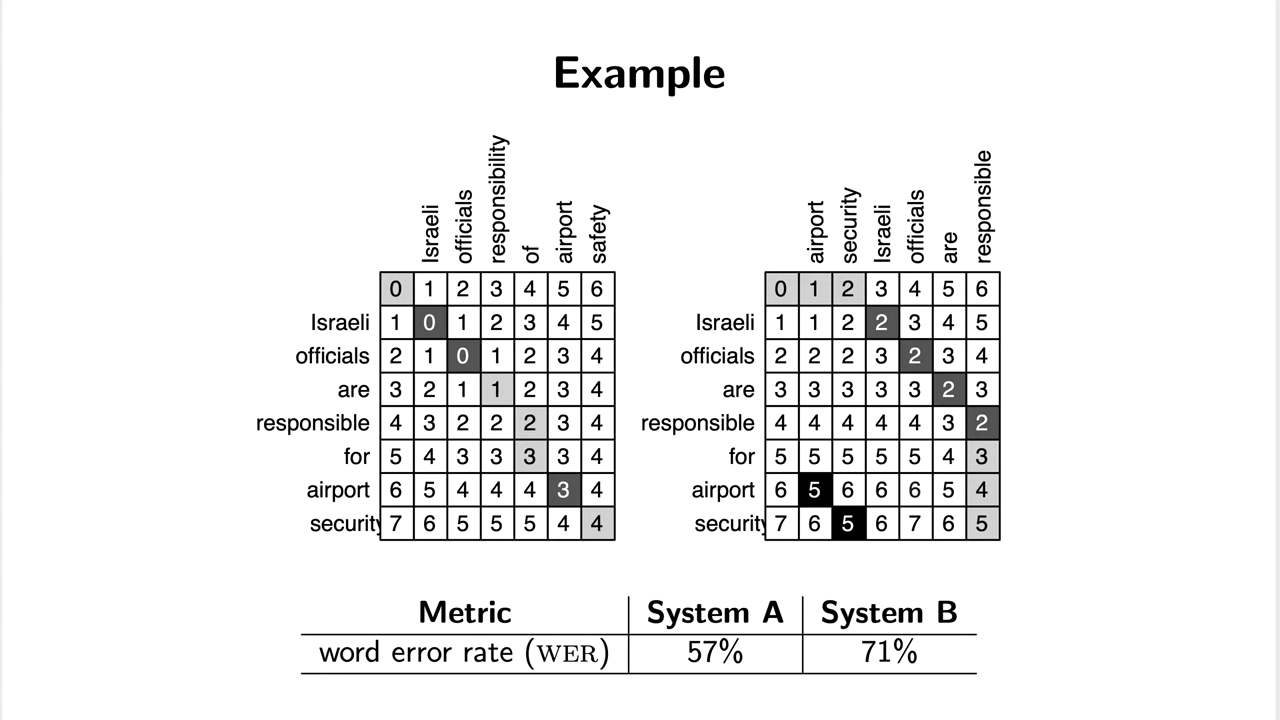 Example
Israeli officials responsibility of airport safety
0 1 2 3 4 5 6
Israeli 1 0 1 2 3 4 5
officials 2 1 0 1 2 3 4
are 3 2 1 1 2 3 4
responsible 4 3 2 2 2 3 4
for 5 4 3 3 3 3 4
airport 6 5 4 4 4 3 4
security 7 6 5 5 5 4 4
airport security Israeli officials are responsible
0 1 2 3 4 5 6
Israeli 1 1 2 2 3 4 5
officials 2 2 2 3 2 3 4
are 3 3 3 3 3 2 3
responsible 4 4 4 4 4 3 2
for 5 5 5 5 5 4 3
airport 6 5 6 6 6 5 4
security 7 6 5 6 7 6 5
Metric System A System B
word error rate (WER) 57% 71%